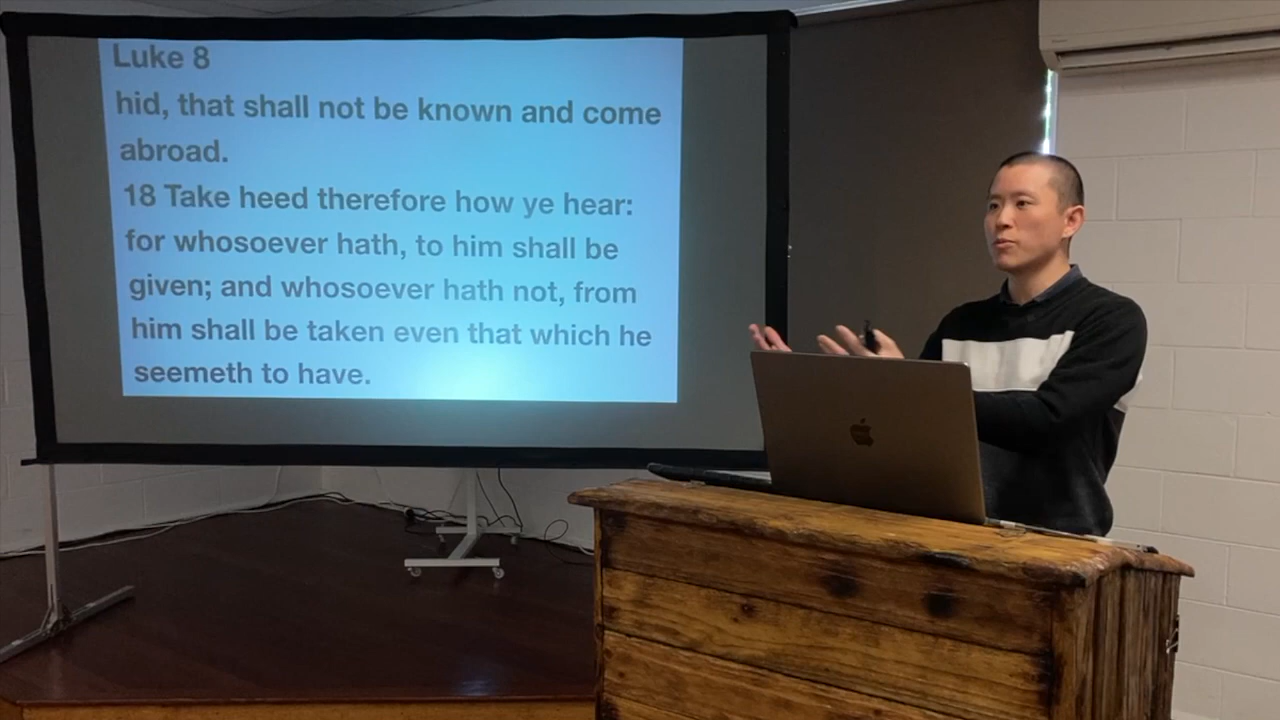 Luke 8
hid, that shall not be known and come
abroad.
18 Take heed therefore how ye hear:
for whosoever hath, to him shall be
given; and whosoever hath not, from
him shall be taken even that which he
seemeth to have.